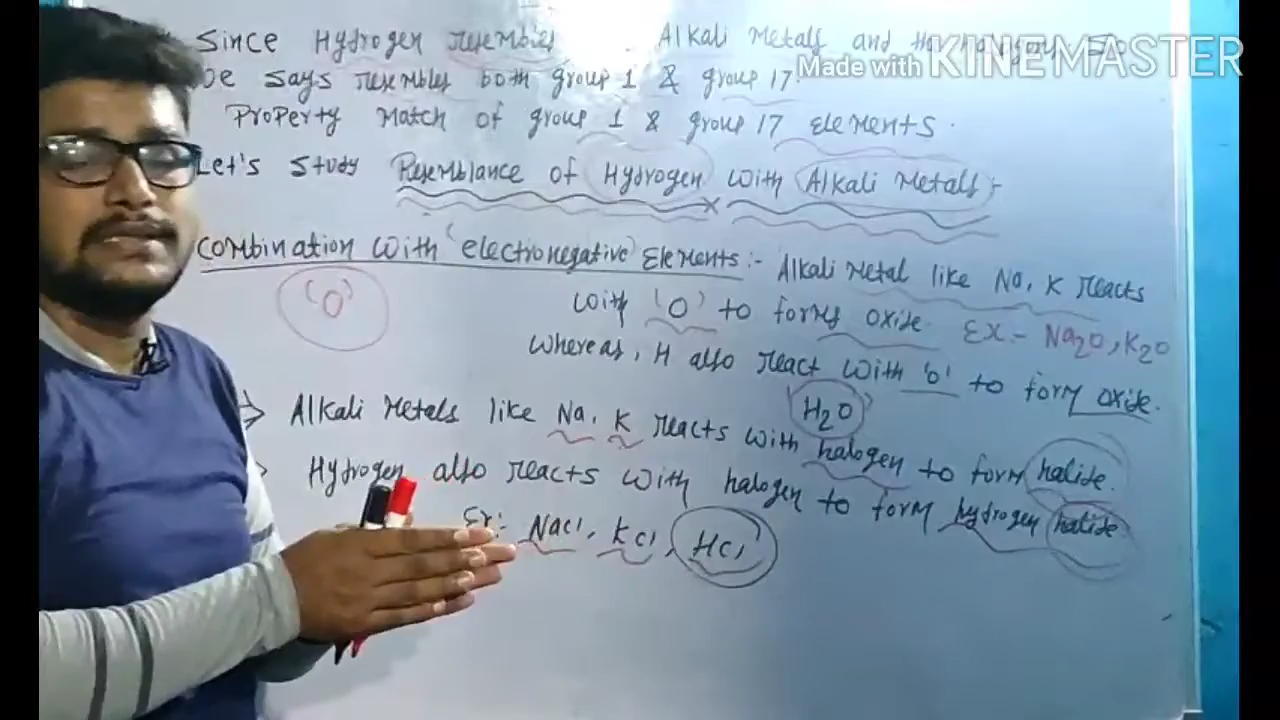 Since Hydrogen resembles Alkali Metals and the halogens So
Made with KINEMASTER
we says resembles both group 1 & group 17
Property Match of group 1 & group 17 Elements.
Let's study Resemblance of Hydrogen with Alkali Metals:-
Combination with (electronegative) Elements:- Alkali Metal like Na, K reacts
(O)
with 'O' to forms oxide. Ex- Na2O, K2O
Whereas, H also react with 'O' to form oxide.
H2O
→ Alkali Metals like Na, K reacts with halogen to form halide.
Hydrogen also reacts with halogen to form hydrogen halide.
Ex:- NaCl, KCl, HCl